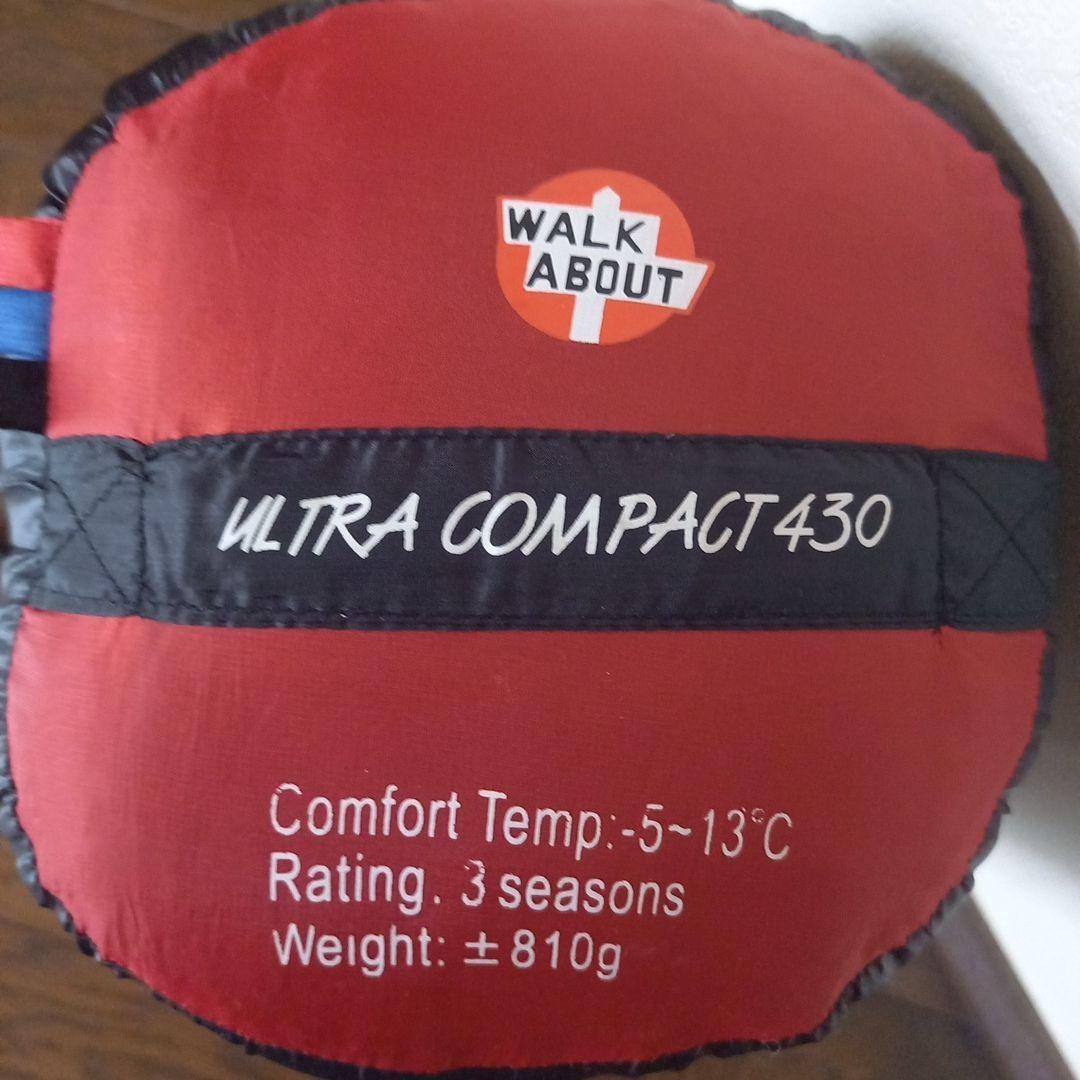 WALK
ABOUT
ULTRA COMPACT 430
Comfort Temp:-5~13°C
Rating. 3 seasons
Weight: ±810g